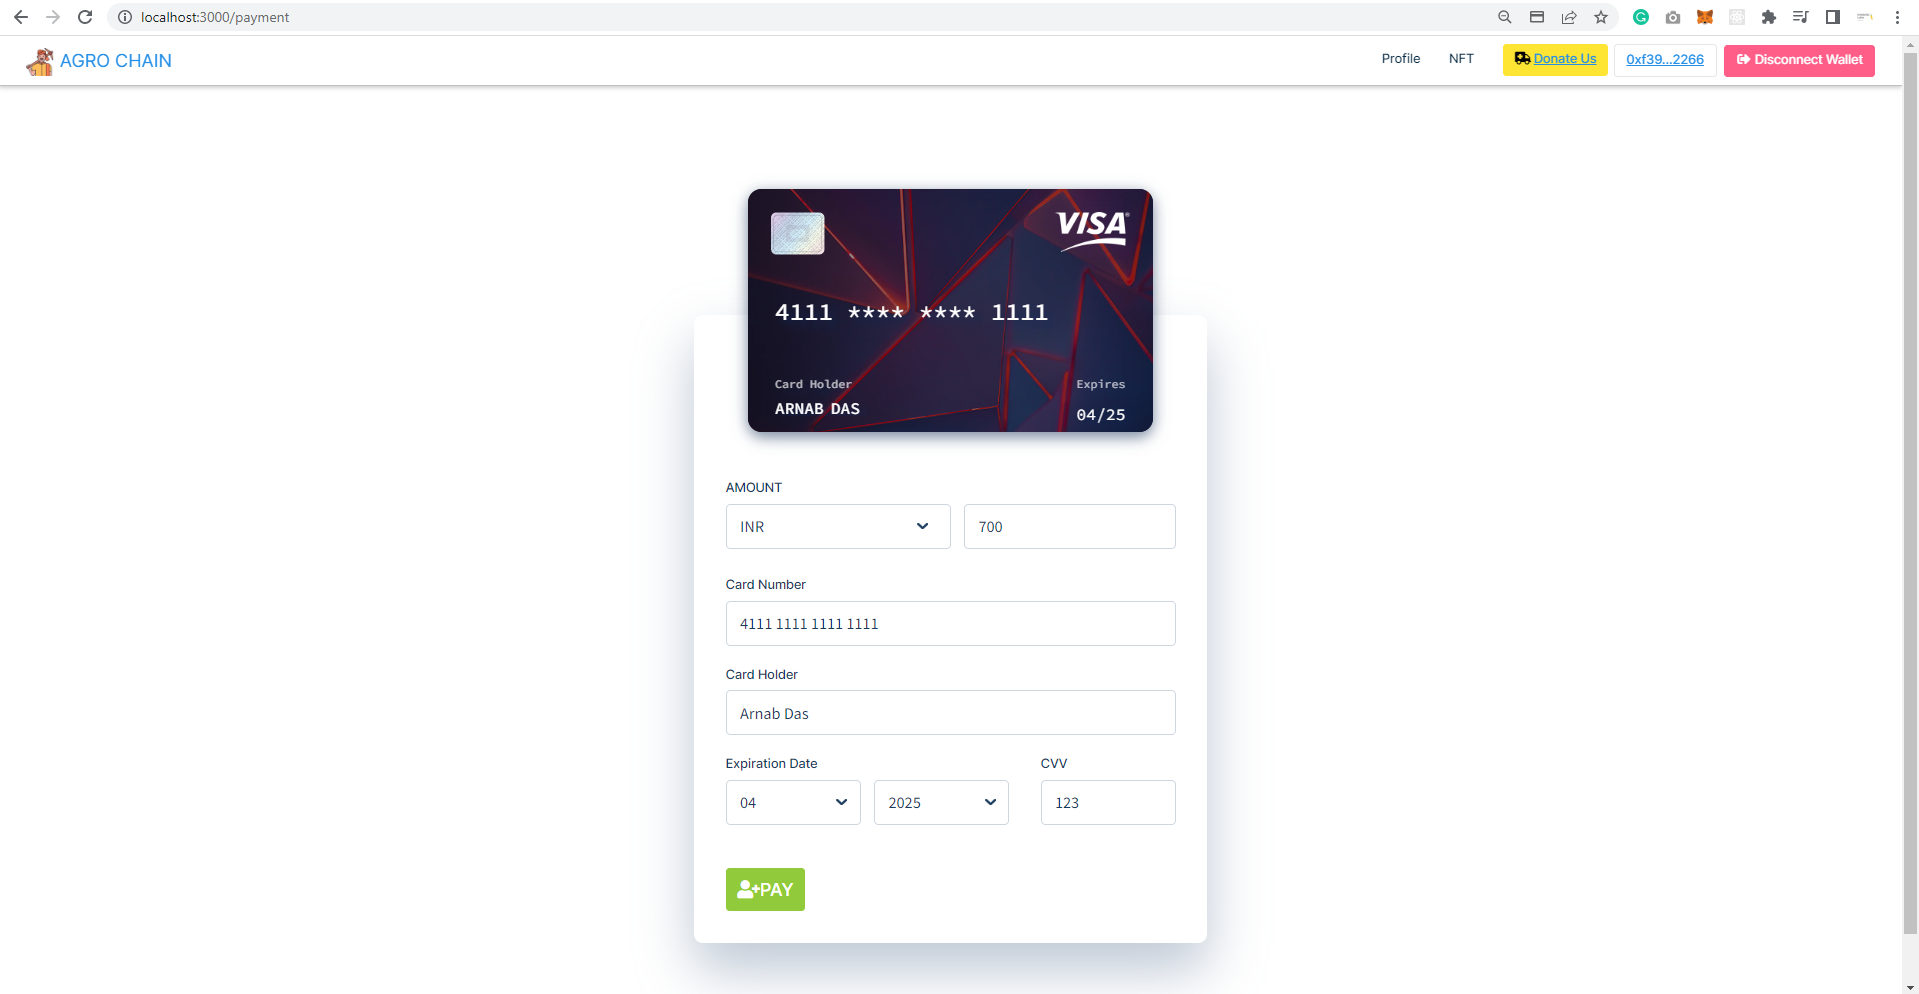 localhost:3000/payment
AGRO CHAIN
Profile NFT Donate Us 0xf39...2266 Disconnect Wallet
VISA
4111 **** **** 1111
Card Holder Expires
ARNAB DAS 04/25
AMOUNT
INR 700
Card Number
4111 1111 1111 1111
Card Holder
Arnab Das
Expiration Date CVV
04 2025 123
PAY